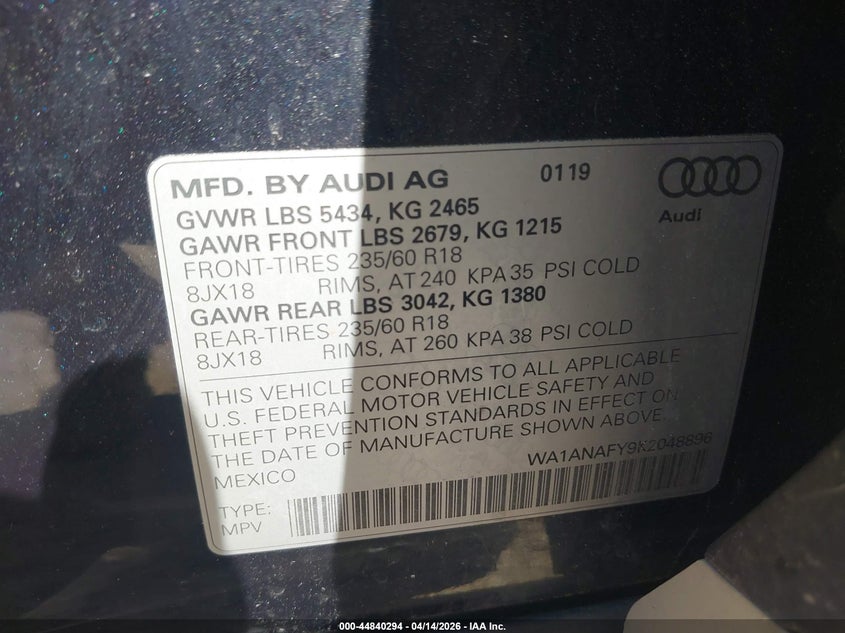 MFD. BY AUDI AG 0119
Audi
GVWR LBS 5434, KG 2465
GAWR FRONT LBS 2679, KG 1215
FRONT-TIRES 235/60 R18
8JX18 RIMS, AT 240 KPA 35 PSI COLD
GAWR REAR LBS 3042, KG 1380
REAR-TIRES 235/60 R18
8JX18 RIMS, AT 260 KPA 38 PSI COLD
THIS VEHICLE CONFORMS TO ALL APPLICABLE
U.S. FEDERAL MOTOR VEHICLE SAFETY AND
THEFT PREVENTION STANDARDS IN EFFECT ON
THE DATE OF MANUFACTURE SHOWN ABOVE.
MEXICO WA1ANAFY9K2048896
TYPE:
MPV
000-44840294 - 04/14/2026 - IAA Inc.